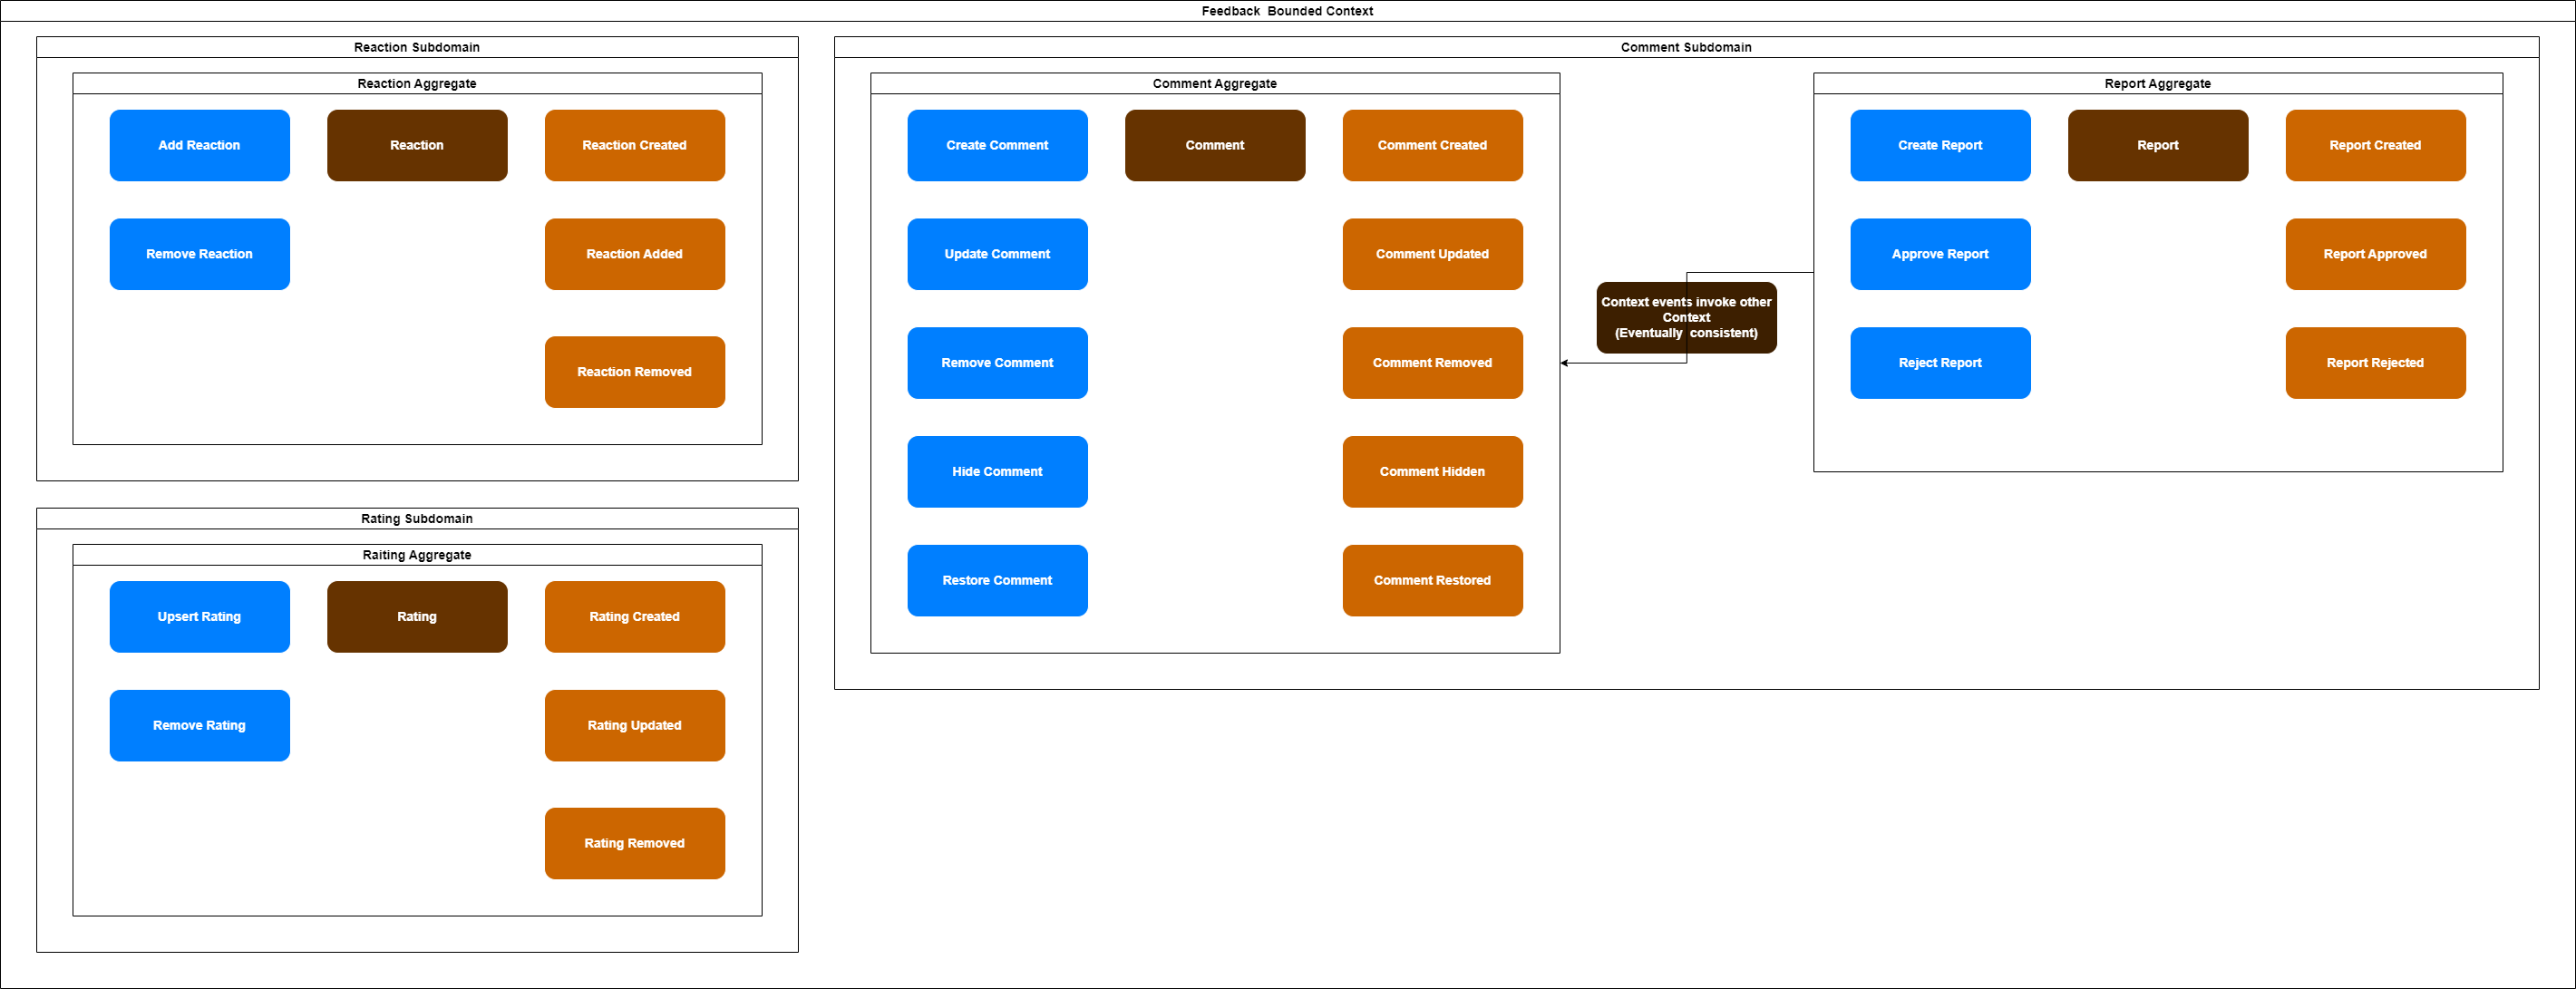 Feedback  Bounded Context
Reaction Subdomain
Reaction Aggregate
Add Reaction
Reaction
Reaction Created
Remove Reaction
Reaction Added
Reaction Removed
Rating Subdomain
Raiting Aggregate
Upsert Rating
Rating
Rating Created
Remove Rating
Rating Updated
Rating Removed
Comment Subdomain
Comment Aggregate
Create Comment
Comment
Comment Created
Update Comment
Comment Updated
Remove Comment
Comment Removed
Hide Comment
Comment Hidden
Restore Comment
Comment Restored
Context events invoke other
Context
(Eventually  consistent)
Report Aggregate
Create Report
Report
Report Created
Approve Report
Report Approved
Reject Report
Report Rejected